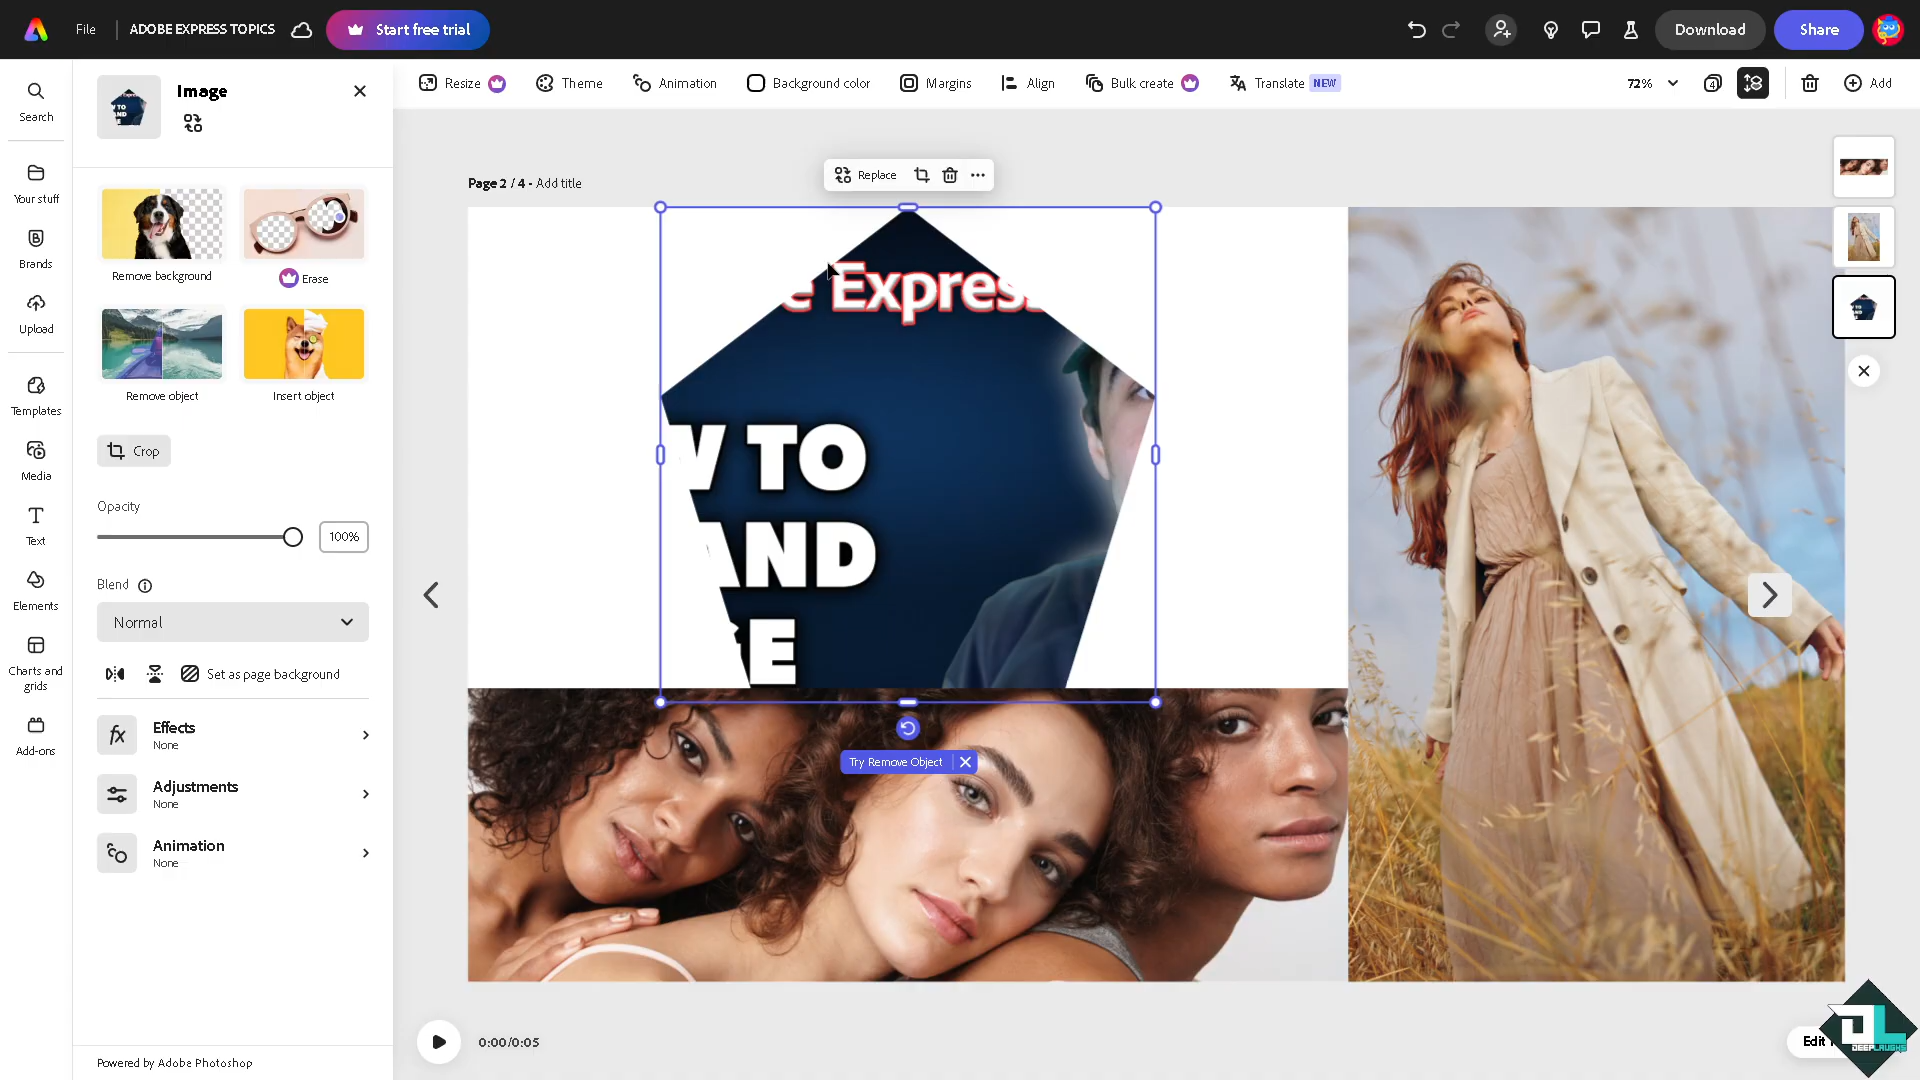 File
ADOBE EXPRESS TOPICS
Start free trial
Download
Share
Search
Your stuff
Brands
Upload
Templates
Media
Text
Elements
Charts and
grids
Add-ons
Image
Remove background
Erase
Remove object
Insert object
Crop
Opacity
100%
Blend
Normal
Set as page background
Effects
None
Adjustments
None
Animation
None
Powered by Adobe Photoshop
Resize
Theme
Animation
Background color
Margins
Align
Bulk create
Translate NEW
72%
4
Add
Page 2 / 4 - Add title
Replace
e Express
W TO
AND
GE
Try Remove Object
0:00/0:05
Edit
DEEPLAUGHS